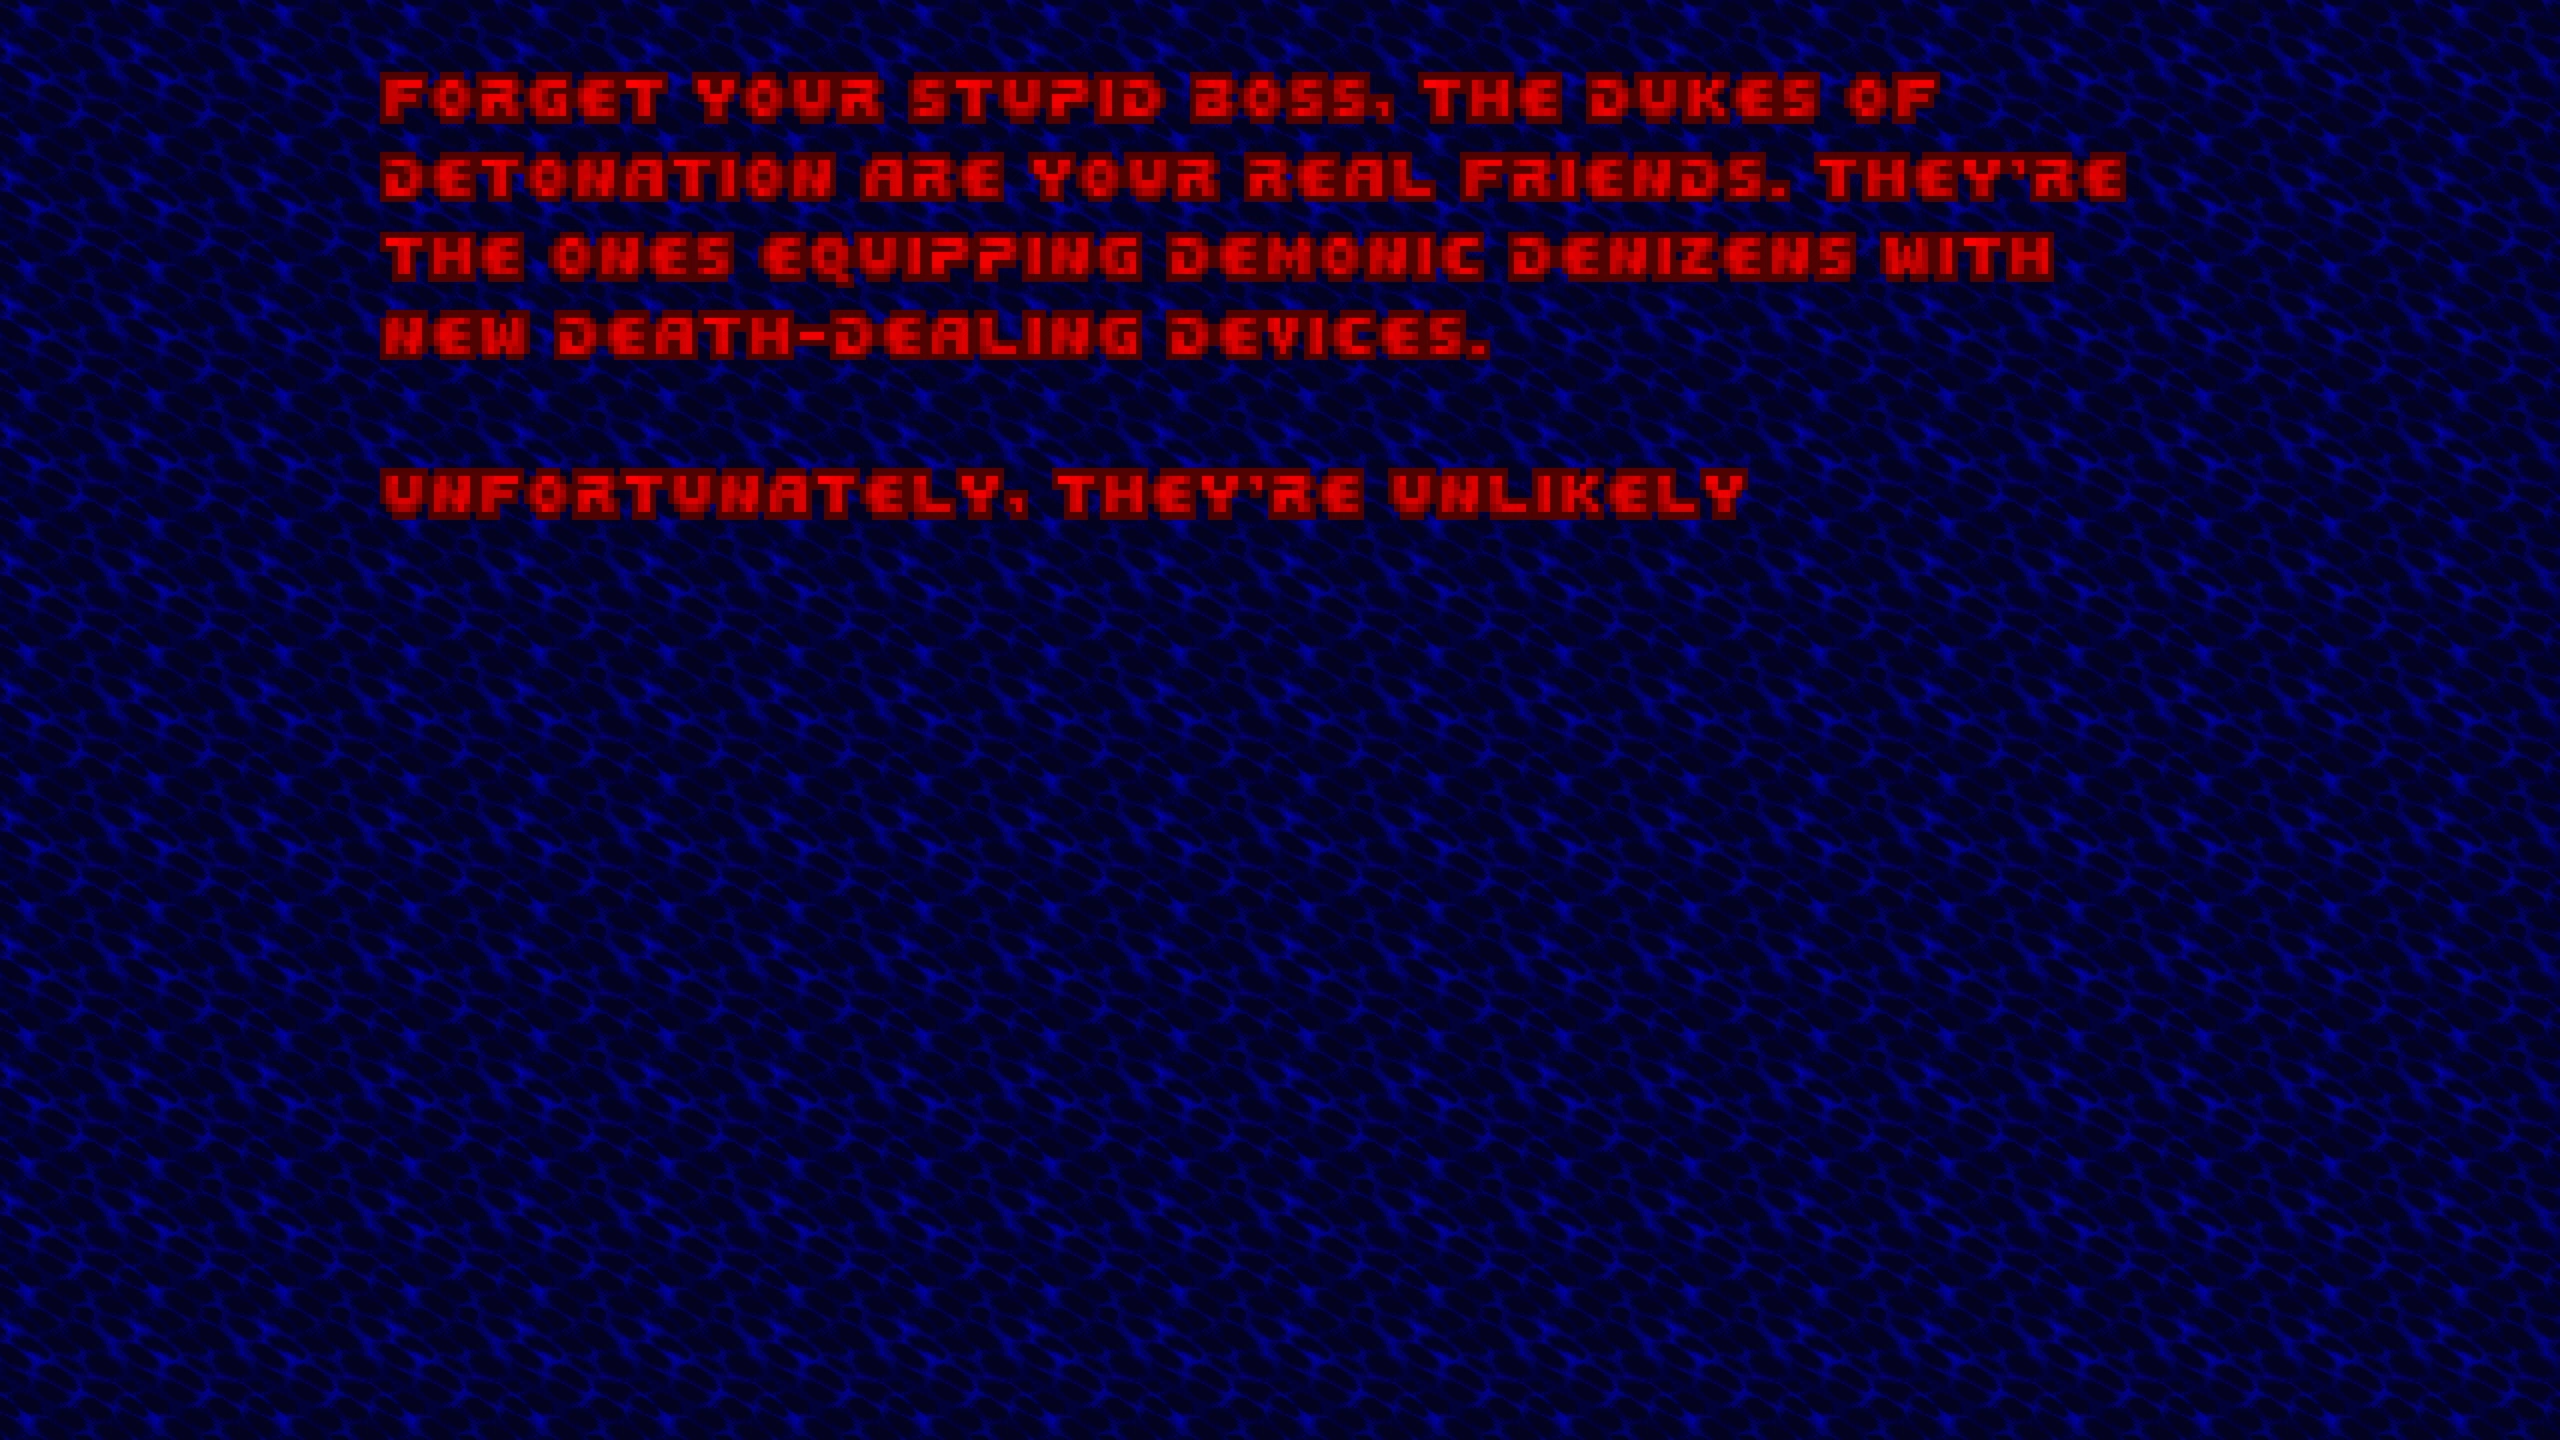 FORGET YOUR STUPID BOSS, THE DUKES OF
DETONATION ARE YOUR REAL FRIENDS. THEY'RE
THE ONES EQUIPPING DEMONIC DENIZENS WITH
NEW DEATH-DEALING DEVICES.
UNFORTUNATELY, THEY'RE UNLIKELY